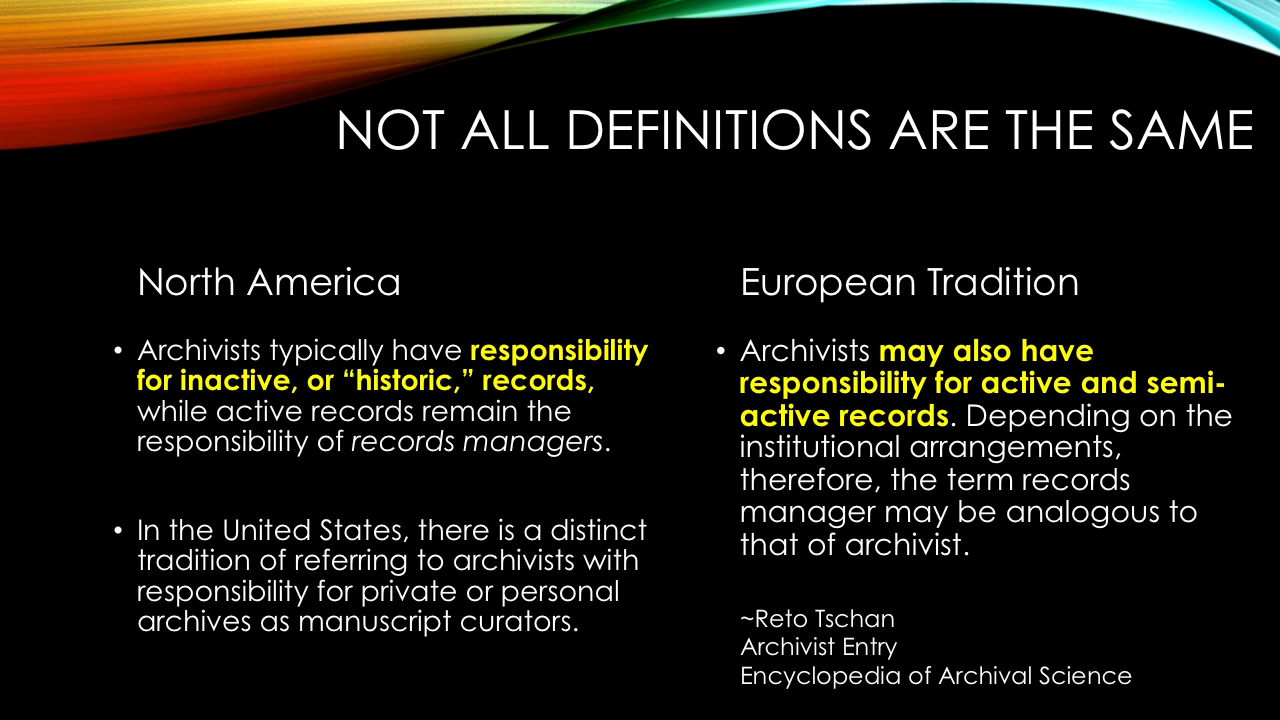 NOT ALL DEFINITIONS ARE THE SAME
North America
• Archivists typically have responsibility
for inactive, or “historic,” records,
while active records remain the
responsibility of records managers.
• In the United States, there is a distinct
tradition of referring to archivists with
responsibility for private or personal
archives as manuscript curators.
European Tradition
• Archivists may also have
responsibility for active and semi-
active records. Depending on the
institutional arrangements,
therefore, the term records
manager may be analogous to
that of archivist.
~Reto Tschan
Archivist Entry
Encyclopedia of Archival Science